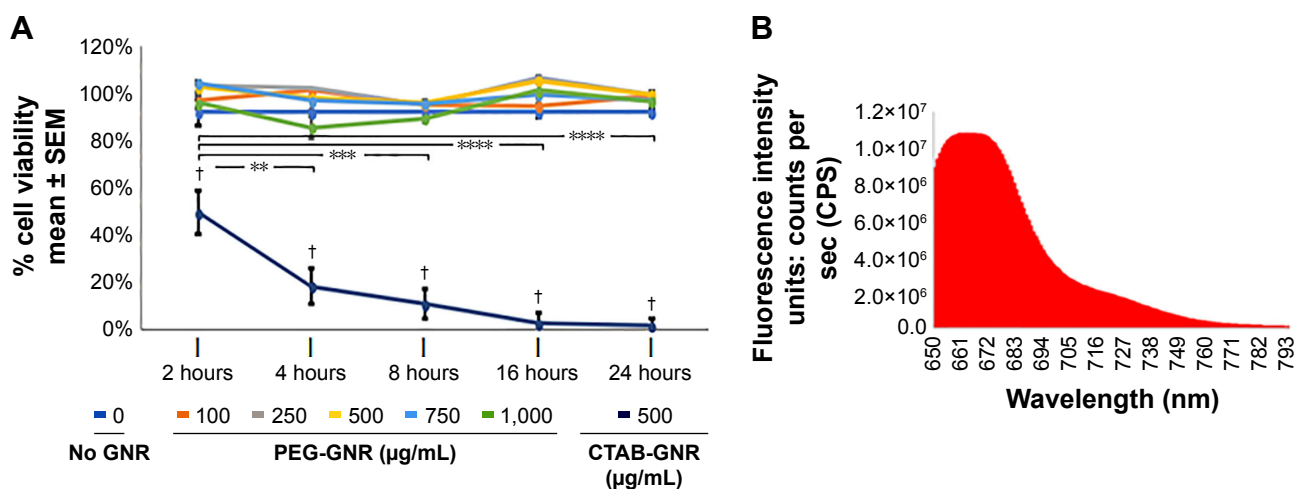 A
% cell viability
mean ± SEM
120%
100%
80%
60%
40%
20%
0%
****
****
***
**
†
†
†
†
†
2 hours 4 hours 8 hours 16 hours 24 hours
0 100 250 500 750 1,000 500
No GNR PEG-GNR (µg/mL) CTAB-GNR
(µg/mL)
B
Fluorescence intensity
units: counts per
sec (CPS)
1.2×10⁷
1.0×10⁷
8.0×10⁶
6.0×10⁶
4.0×10⁶
2.0×10⁶
0.0
650 661 672 683 694 705 716 727 738 749 760 771 782 793
Wavelength (nm)